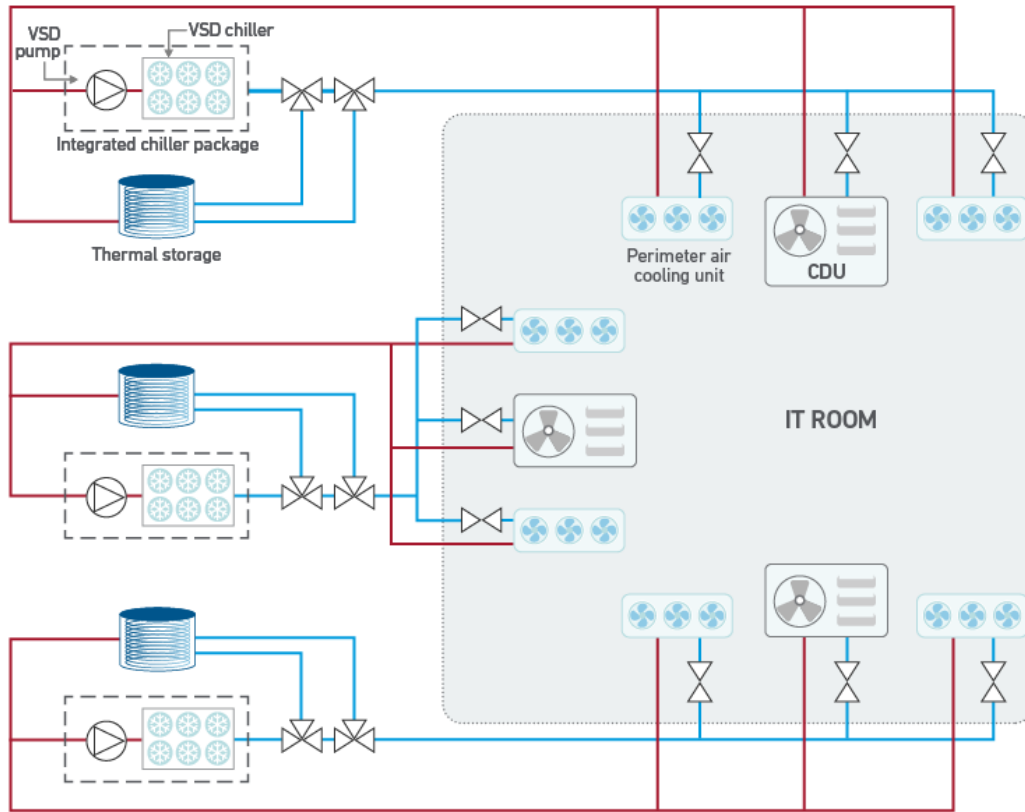 VSD
pump
VSD chiller
Integrated chiller package
Thermal storage
Perimeter air
cooling unit
CDU
IT ROOM